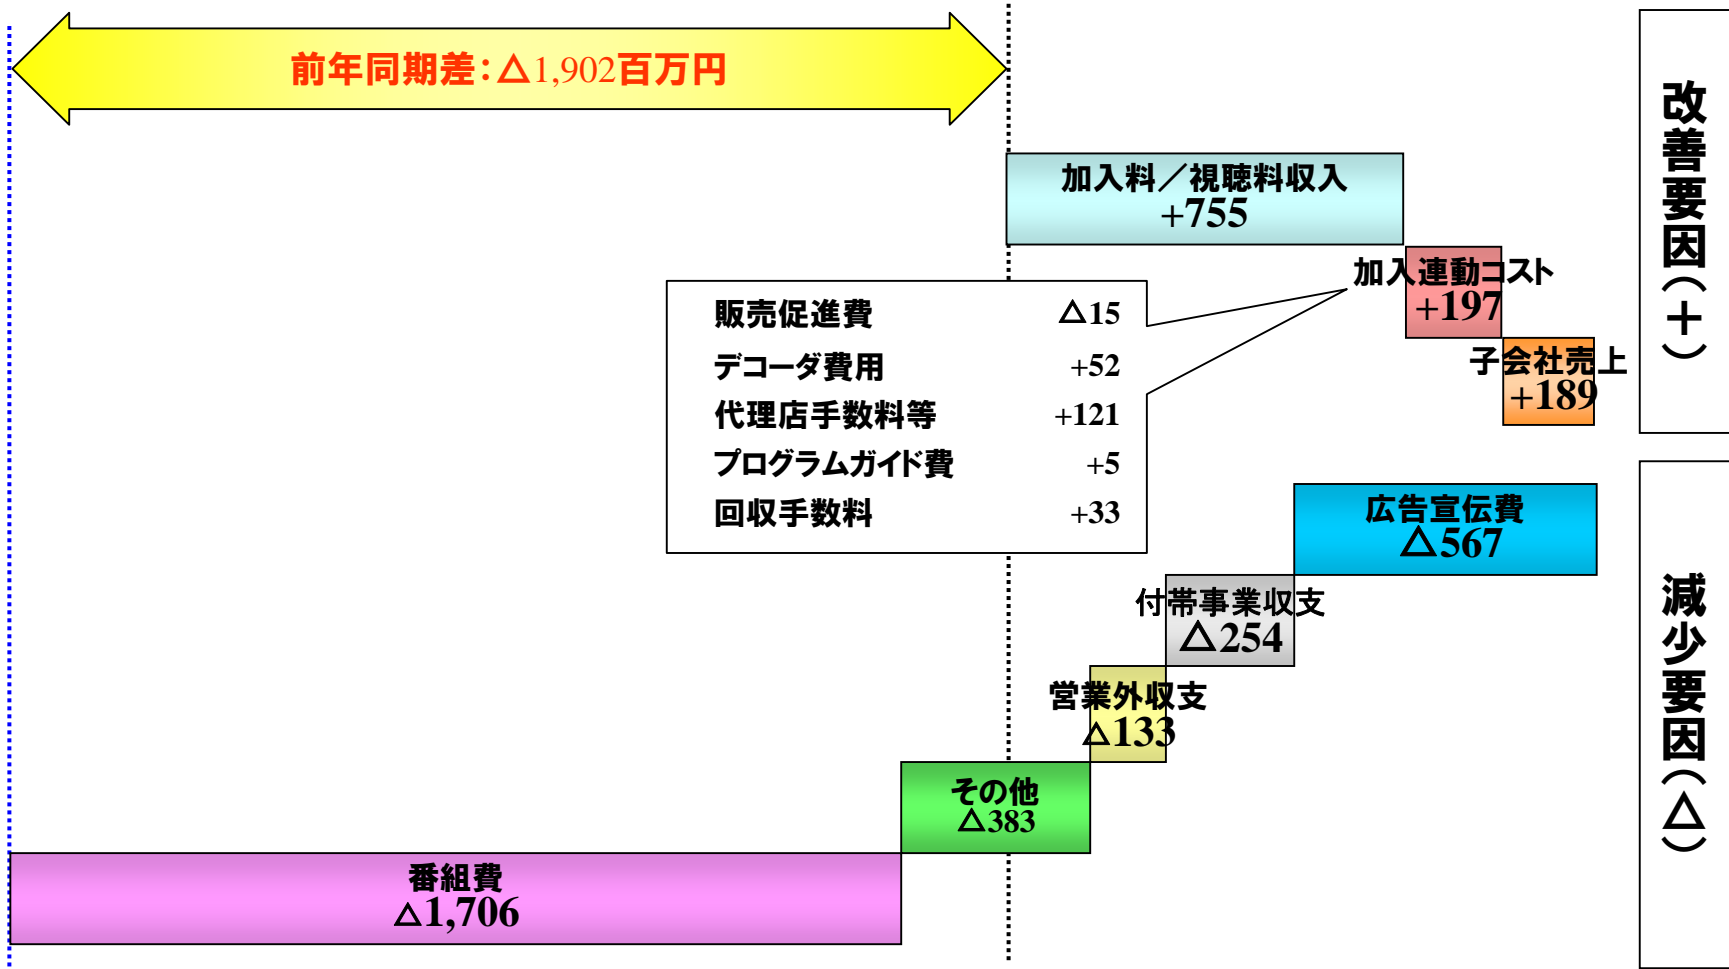 前年同期差：△1,902百万円
加入料／視聴料収入
+755
加入連動コスト
+197
子会社売上
+189
販売促進費 △15
デコーダ費用 +52
代理店手数料等 +121
プログラムガイド費 +5
回収手数料 +33
広告宣伝費
△567
付帯事業収支
△254
営業外収支
△133
その他
△383
番組費
△1,706
改善要因（＋）
減少要因（△）